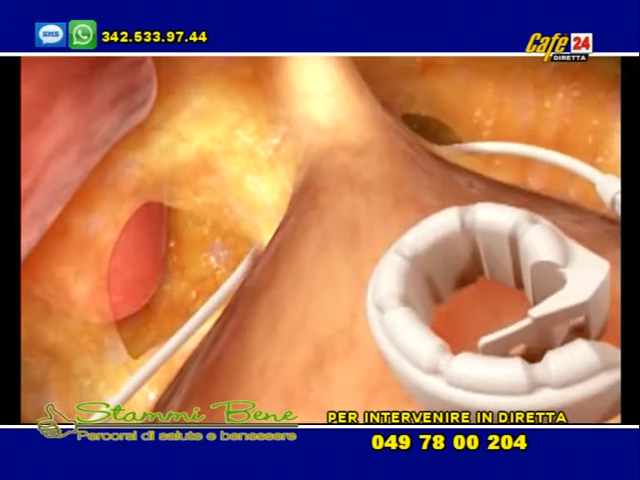 SMS
342.533.97.44
Cafè 24
DIRETTA
Stammi Bene
Percorsi di salute e benessere
PER INTERVENIRE IN DIRETTA
049 78 00 204